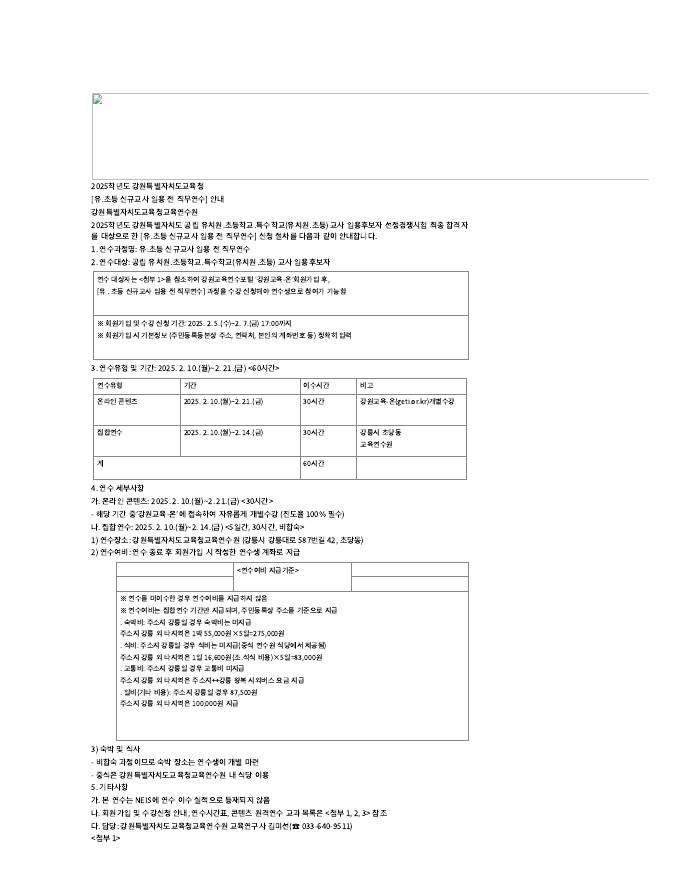 2025학년도 강원특별자치도교육청
[유.초등 신규교사 임용 전 직무연수] 안내
강원특별자치도교육청교육연수원
2025학년도 강원특별자치도 공립 유치원.초등학교.특수학교(유치원.초등) 교사 임용후보자 선정경쟁시험 최종 합격자
를 대상으로 한 [유.초등 신규교사 임용 전 직무연수] 신청 절차를 다음과 같이 안내합니다.
1. 연수과정명: 유.초등 신규교사 임용 전 직무연수
2. 연수대상: 공립 유치원.초등학교.특수학교(유치원.초등) 교사 임용후보자
연수 대상자는 <첨부 1>을 참조하여 강원교육연수포털 '강원교육-온'회원가입 후,
[유.초등 신규교사 임용 전 직무연수] 과정을 수강 신청해야 연수생으로 참여가 가능함
※ 회원가입 및 수강 신청 기간: 2025. 2. 5.(수)~2. 7.(금) 17:00까지
※ 회원가입 시 기본정보 (주민등록등본상 주소, 연락처, 본인의 계좌번호 등) 정확히 입력
3. 연수유형 및 기간: 2025. 2. 10.(월)~2. 21.(금) <60시간>
연수유형 기간 이수시간 비고
온라인 콘텐츠 2025. 2. 10.(월)~2. 21.(금) 30시간 강원교육-온(geti.or.kr)개별수강
집합연수 2025. 2. 10.(월)~2. 14.(금) 30시간 강릉시 초당동
교육연수원
계 60시간
4. 연수 세부사항
가. 온라인 콘텐츠: 2025. 2. 10.(월)~2. 21.(금) <30시간>
- 해당 기간 중'강원교육-온'에 접속하여 자유롭게 개별수강 (진도율 100% 필수)
나. 집합 연수: 2025. 2. 10.(월)~2. 14.(금) <5일간, 30시간, 비합숙>
1) 연수장소: 강원특별자치도교육청교육연수원 (강릉시 강릉대로 587번길 42, 초당동)
2) 연수여비: 연수 종료 후 회원가입 시 작성한 연수생 계좌로 지급
<연수여비 지급기준>
※ 연수를 미이수한 경우 연수여비를 지급하지 않음
※ 연수여비는 집합연수 기간만 지급되며, 주민등록상 주소를 기준으로 지급
. 숙박비: 주소지 강릉일 경우 숙박비는 미지급
주소지 강릉 외 타지역은 1박 55,000원×5일=275,000원
. 식비: 주소지 강릉일 경우 식비는 미지급(중식 연수원 식당에서 제공됨)
주소지 강릉 외 타지역은 1일 16,600원(조.석식 비용)×5일=83,000원
. 교통비: 주소지 강릉일 경우 교통비 미지급
주소지 강릉 외 타지역은 주소지↔강릉 왕복 시외버스 요금 지급
. 일비(기타 비용): 주소지 강릉일 경우 87,500원
주소지 강릉 외 타지역은 100,000원 지급
3) 숙박 및 식사
- 비합숙 과정이므로 숙박 장소는 연수생이 개별 마련
- 중식은 강원특별자치도교육청교육연수원 내 식당 이용
5. 기타사항
가. 본 연수는 NEIS에 연수 이수 실적으로 등재되지 않음
나. 회원가입 및 수강신청 안내, 연수시간표, 콘텐츠 원격연수 교과 목록은 <첨부 1, 2, 3> 참조
다. 담당:강원특별자치도교육청교육연수원 교육연구사 김미선(☎ 033-640-9511)
<첨부 1>